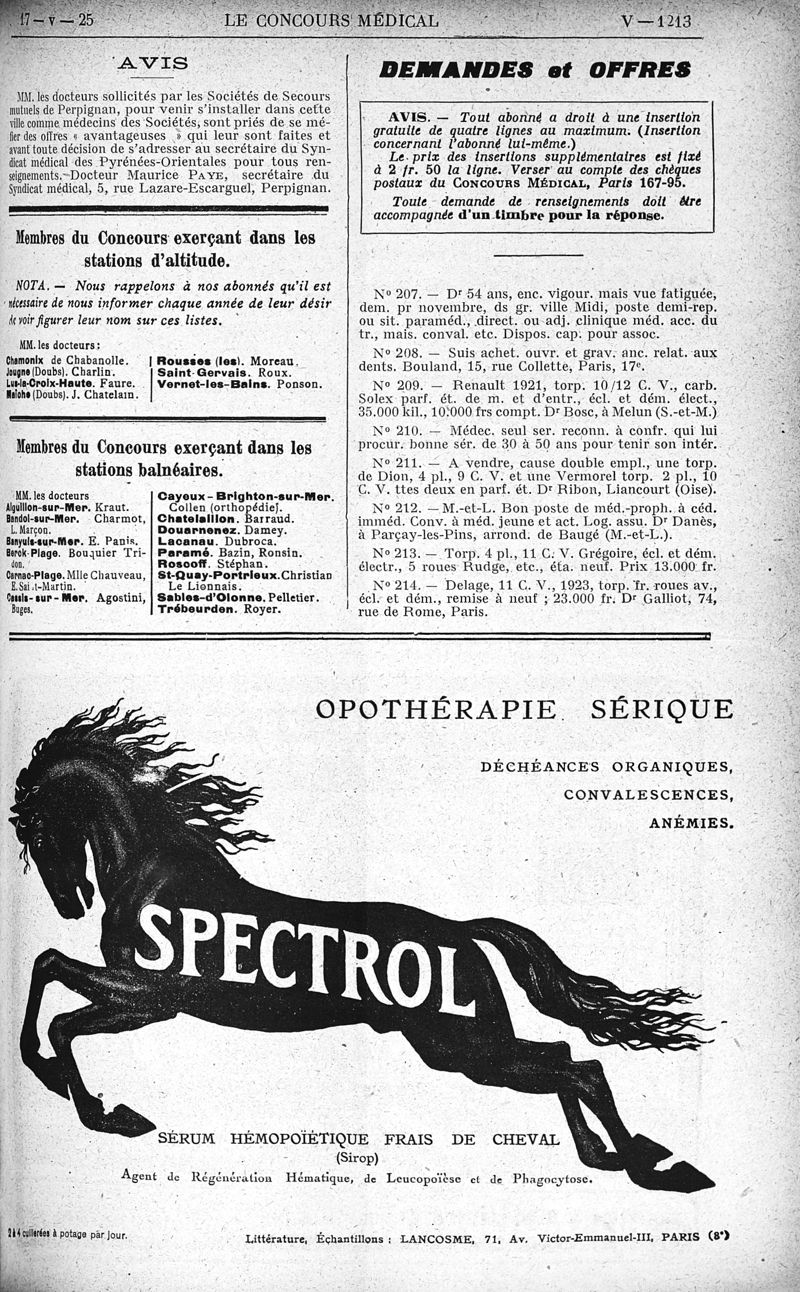 17 — V — 25 LE CONCOURS MÉDICAL V — 1213
AVIS
MM. les docteurs sollicités par les Sociétés de Secours
mutuels de Perpignan, pour venir s'installer dans cette
ville comme médecins des Sociétés, sont priés de se mé-
fier des offres « avantageuses » qui leur sont faites et
avant toute décision de s'adresser au secrétaire du Syn-
dicat médical des Pyrénées-Orientales pour tous ren-
seignements.-Docteur Maurice PAYE, secrétaire du
Syndicat médical, 5, rue Lazare-Escarguel, Perpignan.
Membres du Concours exerçant dans les
stations d'altitude.
NOTA. — Nous rappelons à nos abonnés qu'il est
nécessaire de nous informer chaque année de leur désir
de voir figurer leur nom sur ces listes.
MM. les docteurs :
Chamonix de Chabanolle.
Jougne (Doubs). Charlin.
Lus-la-Croix-Haute. Faure.
Malche (Doubs). J. Chatelain.
Rousses (les). Moreau.
Saint-Gervais. Roux.
Vernet-les-Bains. Ponson.
Membres du Concours exerçant dans les
stations balnéaires.
MM. les docteurs
Aiguillon-sur-Mer. Kraut.
Bandol-sur-Mer. Charmot,
L. Marçon.
Banyuls-sur-Mer. E. Panis.
Berck-Plage. Bouquier Tri-
don.
Carnac-Plage. Mlle Chauveau,
E. Saint-Martin.
Cassis-sur-Mer. Agostini,
Buges.
Cayeux-Brighton-sur-Mer.
Collen (orthopédie).
Chatelaillon. Barraud.
Douarnenez. Damey.
Lacanau. Dubroca.
Paramé. Bazin, Ronsin.
Roscoff. Stéphan.
St-Quay-Portrieux. Christian
Le Lionnais.
Sables-d'Olonne. Pelletier.
Trébeurden. Royer.
DEMANDES et OFFRES
AVIS. — Tout abonné a droit à une insertion
gratuite de quatre lignes au maximum. (Insertion
concernant l'abonné lui-même.)
Le prix des insertions supplémentaires est fixé
à 2 fr. 50 la ligne. Verser au compte des chèques
postaux du CONCOURS MÉDICAL, Paris 167-95.
Toute demande de renseignements doit être
accompagnée d'un timbre pour la réponse.
No 207. — Dr 54 ans, enc. vigour. mais vue fatiguée,
dem. pr novembre, ds gr. ville Midi, poste demi-rep.
ou sit. paraméd., direct. ou adj. clinique méd. acc. du
tr., mais. conval. etc. Dispos. cap. pour assoc.
No 208. — Suis achet. ouvr. et grav. anc. relat. aux
dents. Bouland, 15, rue Collette, Paris, 17e.
No 209. — Renault 1921, torp. 10/12 C. V., carb.
Solex parf. ét. de m. et d'entr., écl. et dém. élect.,
35.000 kil., 10.000 frs compt. Dr Bosc, à Melun (S.-et-M.)
No 210. — Médec. seul ser. reconn. à confr. qui lui
procur. bonne sér. de 30 à 50 ans pour tenir son intér.
No 211. — A vendre, cause double empl., une torp.
de Dion, 4 pl., 9 C. V. et une Vermorel torp. 2 pl., 10
C. V. ttes deux en parf. ét. Dr Ribon, Liancourt (Oise).
No 212. — M.-et-L. Bon poste de méd.-proph. à céd.
imméd. Conv. à méd. jeune et act. Log. assu. Dr Danès,
à Parçay-les-Pins, arrond. de Baugé (M.-et-L.).
No 213. — Torp. 4 pl., 11 C. V. Grégoire, écl. et dém.
électr., 5 roues Rudge, etc., éta. neuf. Prix 13.000 fr.
No 214. — Delage, 11 C. V., 1923, torp. fr. roues av.,
écl. et dém., remise à neuf ; 23.000 fr. Dr Galliot, 74,
rue de Rome, Paris.
OPOTHÉRAPIE SÉRIQUE
DÉCHÉANCES ORGANIQUES,
CONVALESCENCES,
ANÉMIES.
SPECTROL
SÉRUM HÉMOPOÏÉTIQUE FRAIS DE CHEVAL
(Sirop)
Agent de Régénération Hématique, de Leucopoïèse et de Phagocytose.
2 à 4 cuillerées à potage par jour.
Littérature, Échantillons : LANCOSME, 71, Av. Victor-Emmanuel-III, PARIS (8e)